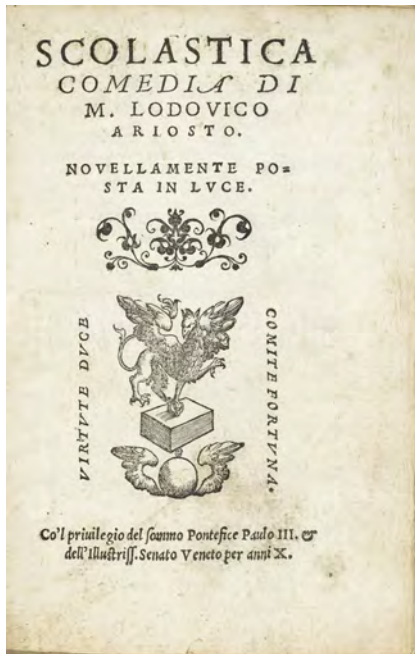 SCOLASTICA
COMEDIA DI
M. LODOVICO
ARIOSTO.
NOVELLAMENTE PO=
STA IN LVCE.
VIRTVTE DVCE
COMITE FORTVNA.
Co'l priuilegio del sommo Pontefice Paulo III. &
dell'Illustriss. Senato Veneto per anni X.